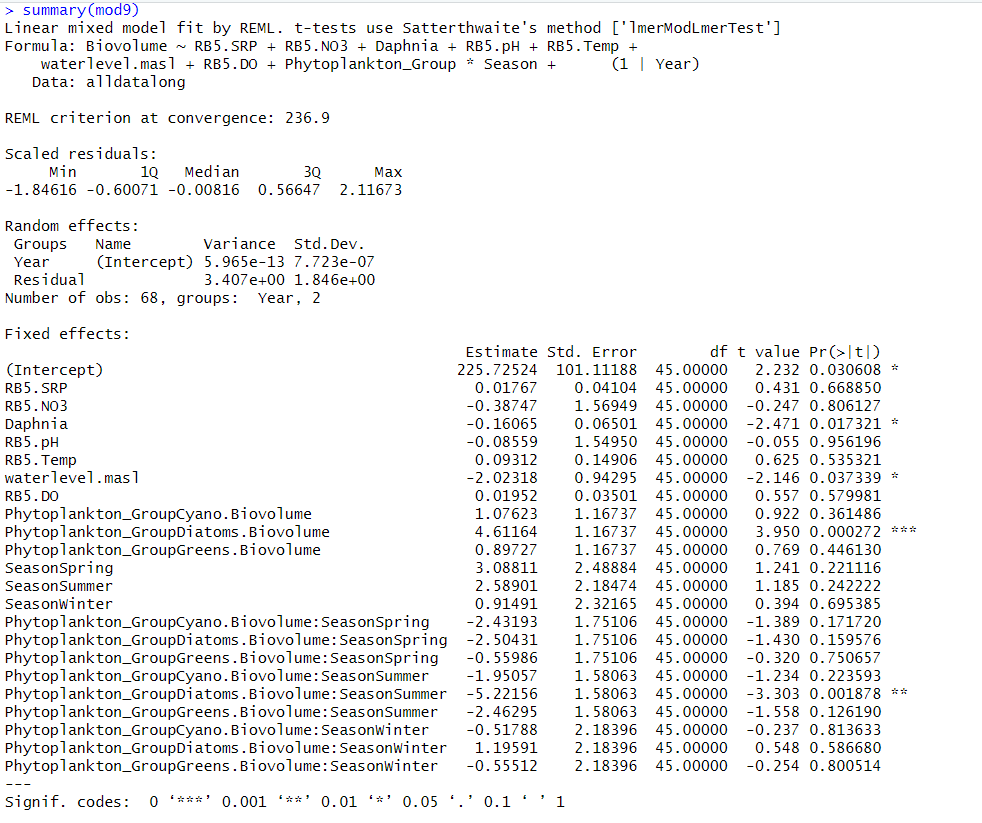 > summary(mod9)
Linear mixed model fit by REML. t-tests use Satterthwaite's method ['lmerModLmerTest']
Formula: Biovolume ~ RB5.SRP + RB5.NO3 + Daphnia + RB5.pH + RB5.Temp +
    waterlevel.masl + RB5.DO + Phytoplankton_Group * Season +      (1 | Year)
   Data: alldatalong
REML criterion at convergence: 236.9
Scaled residuals:
     Min       1Q   Median       3Q      Max
-1.84616 -0.60071 -0.00816  0.56647  2.11673
Random effects:
 Groups   Name        Variance  Std.Dev.
 Year     (Intercept) 5.965e-13 7.723e-07
 Residual             3.407e+00 1.846e+00
Number of obs: 68, groups:  Year, 2
Fixed effects:
                                                 Estimate Std. Error        df t value Pr(>|t|)
(Intercept)                                     225.72524  101.11188  45.00000   2.232 0.030608 *
RB5.SRP                                           0.01767    0.04104  45.00000   0.431 0.668850
RB5.NO3                                          -0.38747    1.56949  45.00000  -0.247 0.806127
Daphnia                                          -0.16065    0.06501  45.00000  -2.471 0.017321 *
RB5.pH                                           -0.08559    1.54950  45.00000  -0.055 0.956196
RB5.Temp                                          0.09312    0.14906  45.00000   0.625 0.535321
waterlevel.masl                                  -2.02318    0.94295  45.00000  -2.146 0.037339 *
RB5.DO                                            0.01952    0.03501  45.00000   0.557 0.579981
Phytoplankton_GroupCyano.Biovolume                1.07623    1.16737  45.00000   0.922 0.361486
Phytoplankton_GroupDiatoms.Biovolume              4.61164    1.16737  45.00000   3.950 0.000272 ***
Phytoplankton_GroupGreens.Biovolume               0.89727    1.16737  45.00000   0.769 0.446130
SeasonSpring                                      3.08811    2.48884  45.00000   1.241 0.221116
SeasonSummer                                      2.58901    2.18474  45.00000   1.185 0.242222
SeasonWinter                                      0.91491    2.32165  45.00000   0.394 0.695385
Phytoplankton_GroupCyano.Biovolume:SeasonSpring  -2.43193    1.75106  45.00000  -1.389 0.171720
Phytoplankton_GroupDiatoms.Biovolume:SeasonSpring -2.50431    1.75106  45.00000  -1.430 0.159576
Phytoplankton_GroupGreens.Biovolume:SeasonSpring -0.55986    1.75106  45.00000  -0.320 0.750657
Phytoplankton_GroupCyano.Biovolume:SeasonSummer  -1.95057    1.58063  45.00000  -1.234 0.223593
Phytoplankton_GroupDiatoms.Biovolume:SeasonSummer -5.22156    1.58063  45.00000  -3.303 0.001878 **
Phytoplankton_GroupGreens.Biovolume:SeasonSummer -2.46295    1.58063  45.00000  -1.558 0.126190
Phytoplankton_GroupCyano.Biovolume:SeasonWinter  -0.51788    2.18396  45.00000  -0.237 0.813633
Phytoplankton_GroupDiatoms.Biovolume:SeasonWinter  1.19591    2.18396  45.00000   0.548 0.586680
Phytoplankton_GroupGreens.Biovolume:SeasonWinter -0.55512    2.18396  45.00000  -0.254 0.800514
---
Signif. codes:  0 ‘***’ 0.001 ‘**’ 0.01 ‘*’ 0.05 ‘.’ 0.1 ‘ ’ 1